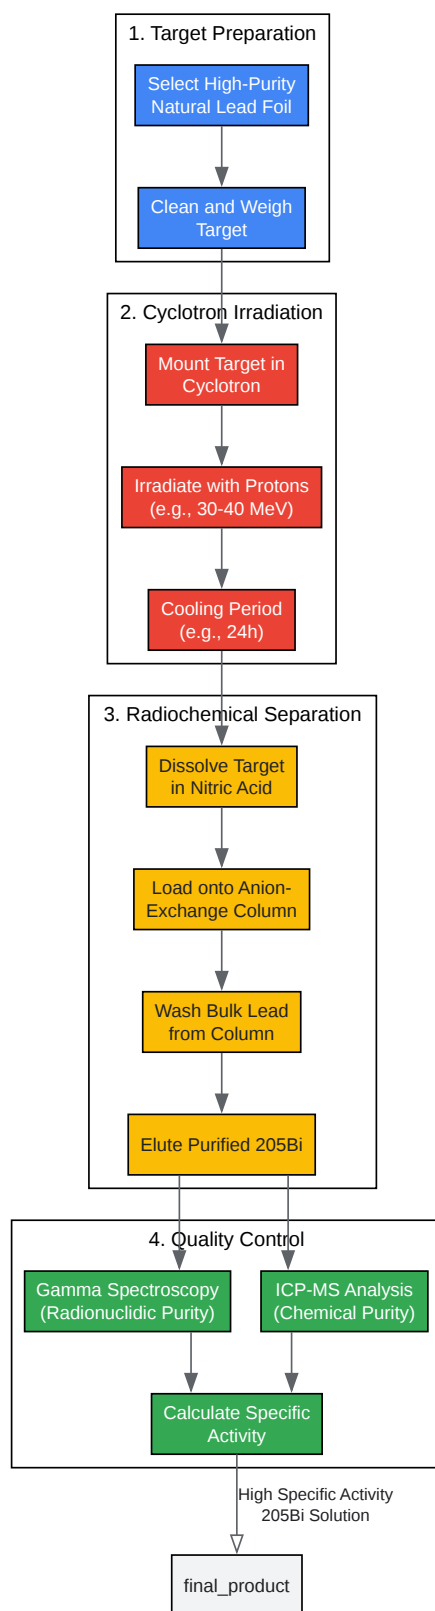 1. Target Preparation
Select High-Purity
Natural Lead Foil
Clean and Weigh
Target
2. Cyclotron Irradiation
Mount Target in
Cyclotron
Irradiate with Protons
(e.g., 30-40 MeV)
Cooling Period
(e.g., 24h)
3. Radiochemical Separation
Dissolve Target
in Nitric Acid
Load onto Anion-
Exchange Column
Wash Bulk Lead
from Column
Elute Purified 205Bi
4. Quality Control
Gamma Spectroscopy
(Radionuclidic Purity)
ICP-MS Analysis
(Chemical Purity)
Calculate Specific
Activity
High Specific Activity
205Bi Solution
final_product